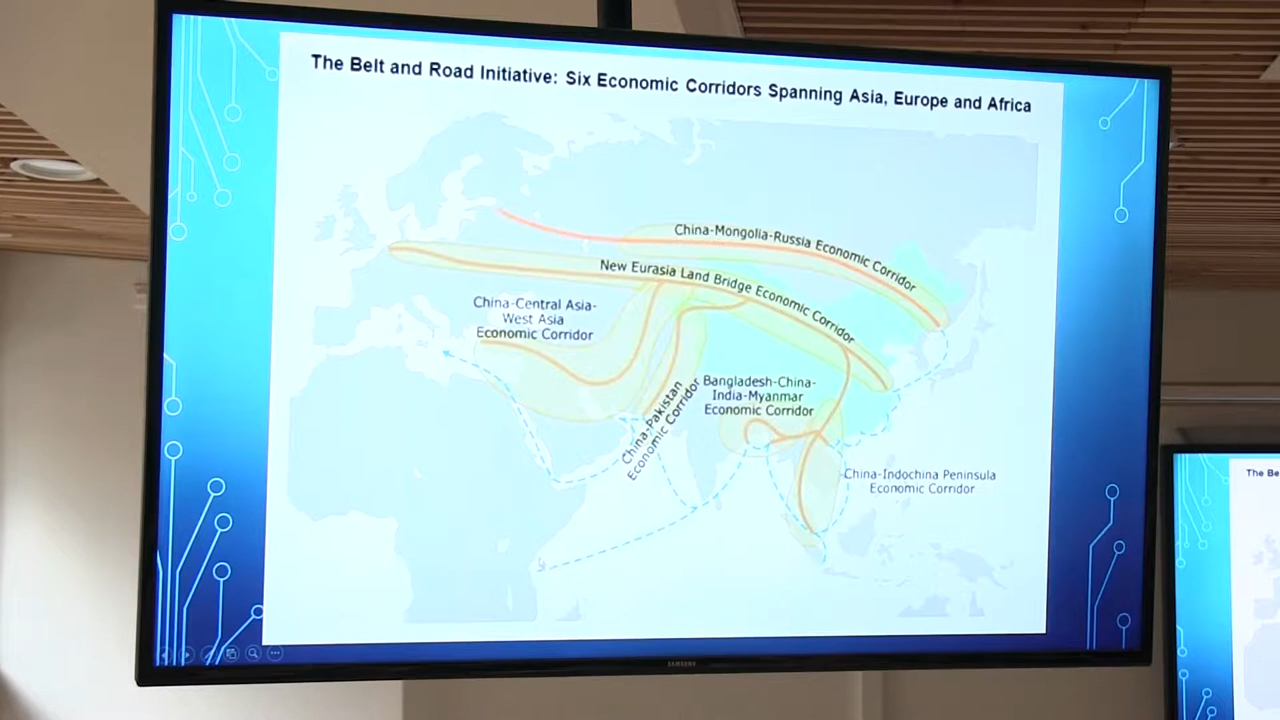 The Belt and Road Initiative: Six Economic Corridors Spanning Asia, Europe and Africa
China-Mongolia-Russia Economic Corridor
New Eurasia Land Bridge Economic Corridor
China-Central Asia-
West Asia
Economic Corridor
China-Pakistan
Economic Corridor
Bangladesh-China-
India-Myanmar
Economic Corridor
China-Indochina Peninsula
Economic Corridor
SAMSUNG
The Be